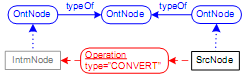 OntNode typeOf OntNode typeOf OntNode
IntmNode Operation SrcNode
type="CONVERT"